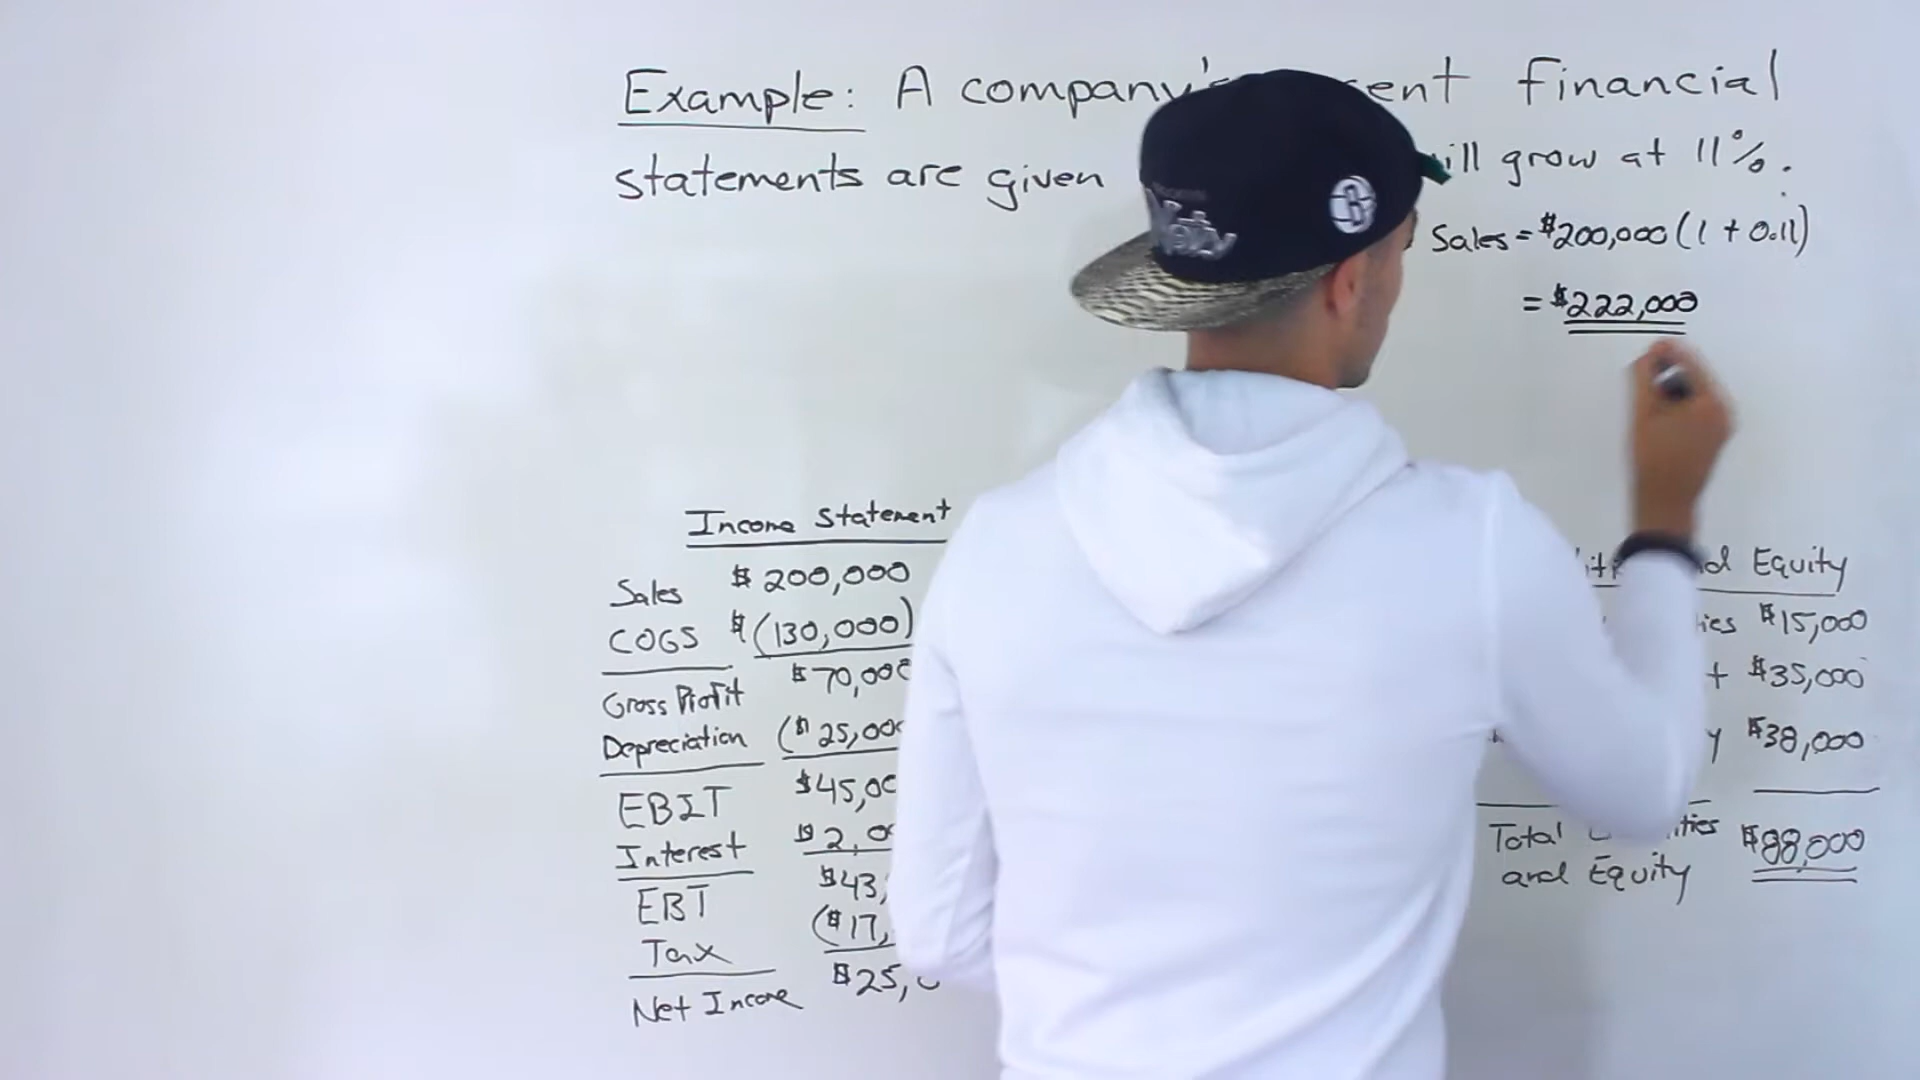 Example: A company's ent financial
statements are given ill grow at 11%.
Sales = $200,000 (1 + 0.11)
= $222,000
Income Statement
Sales $200,000
COGS $(130,000)
$70,000
Gross Profit
Depreciation ($25,000
EBIT $45,00
Interest $2,00
EBT $43,
Tax ($17,
Net Income $25,
d Equity
ies $15,000
t $35,000
y $38,000
Total ities
and Equity $88,000